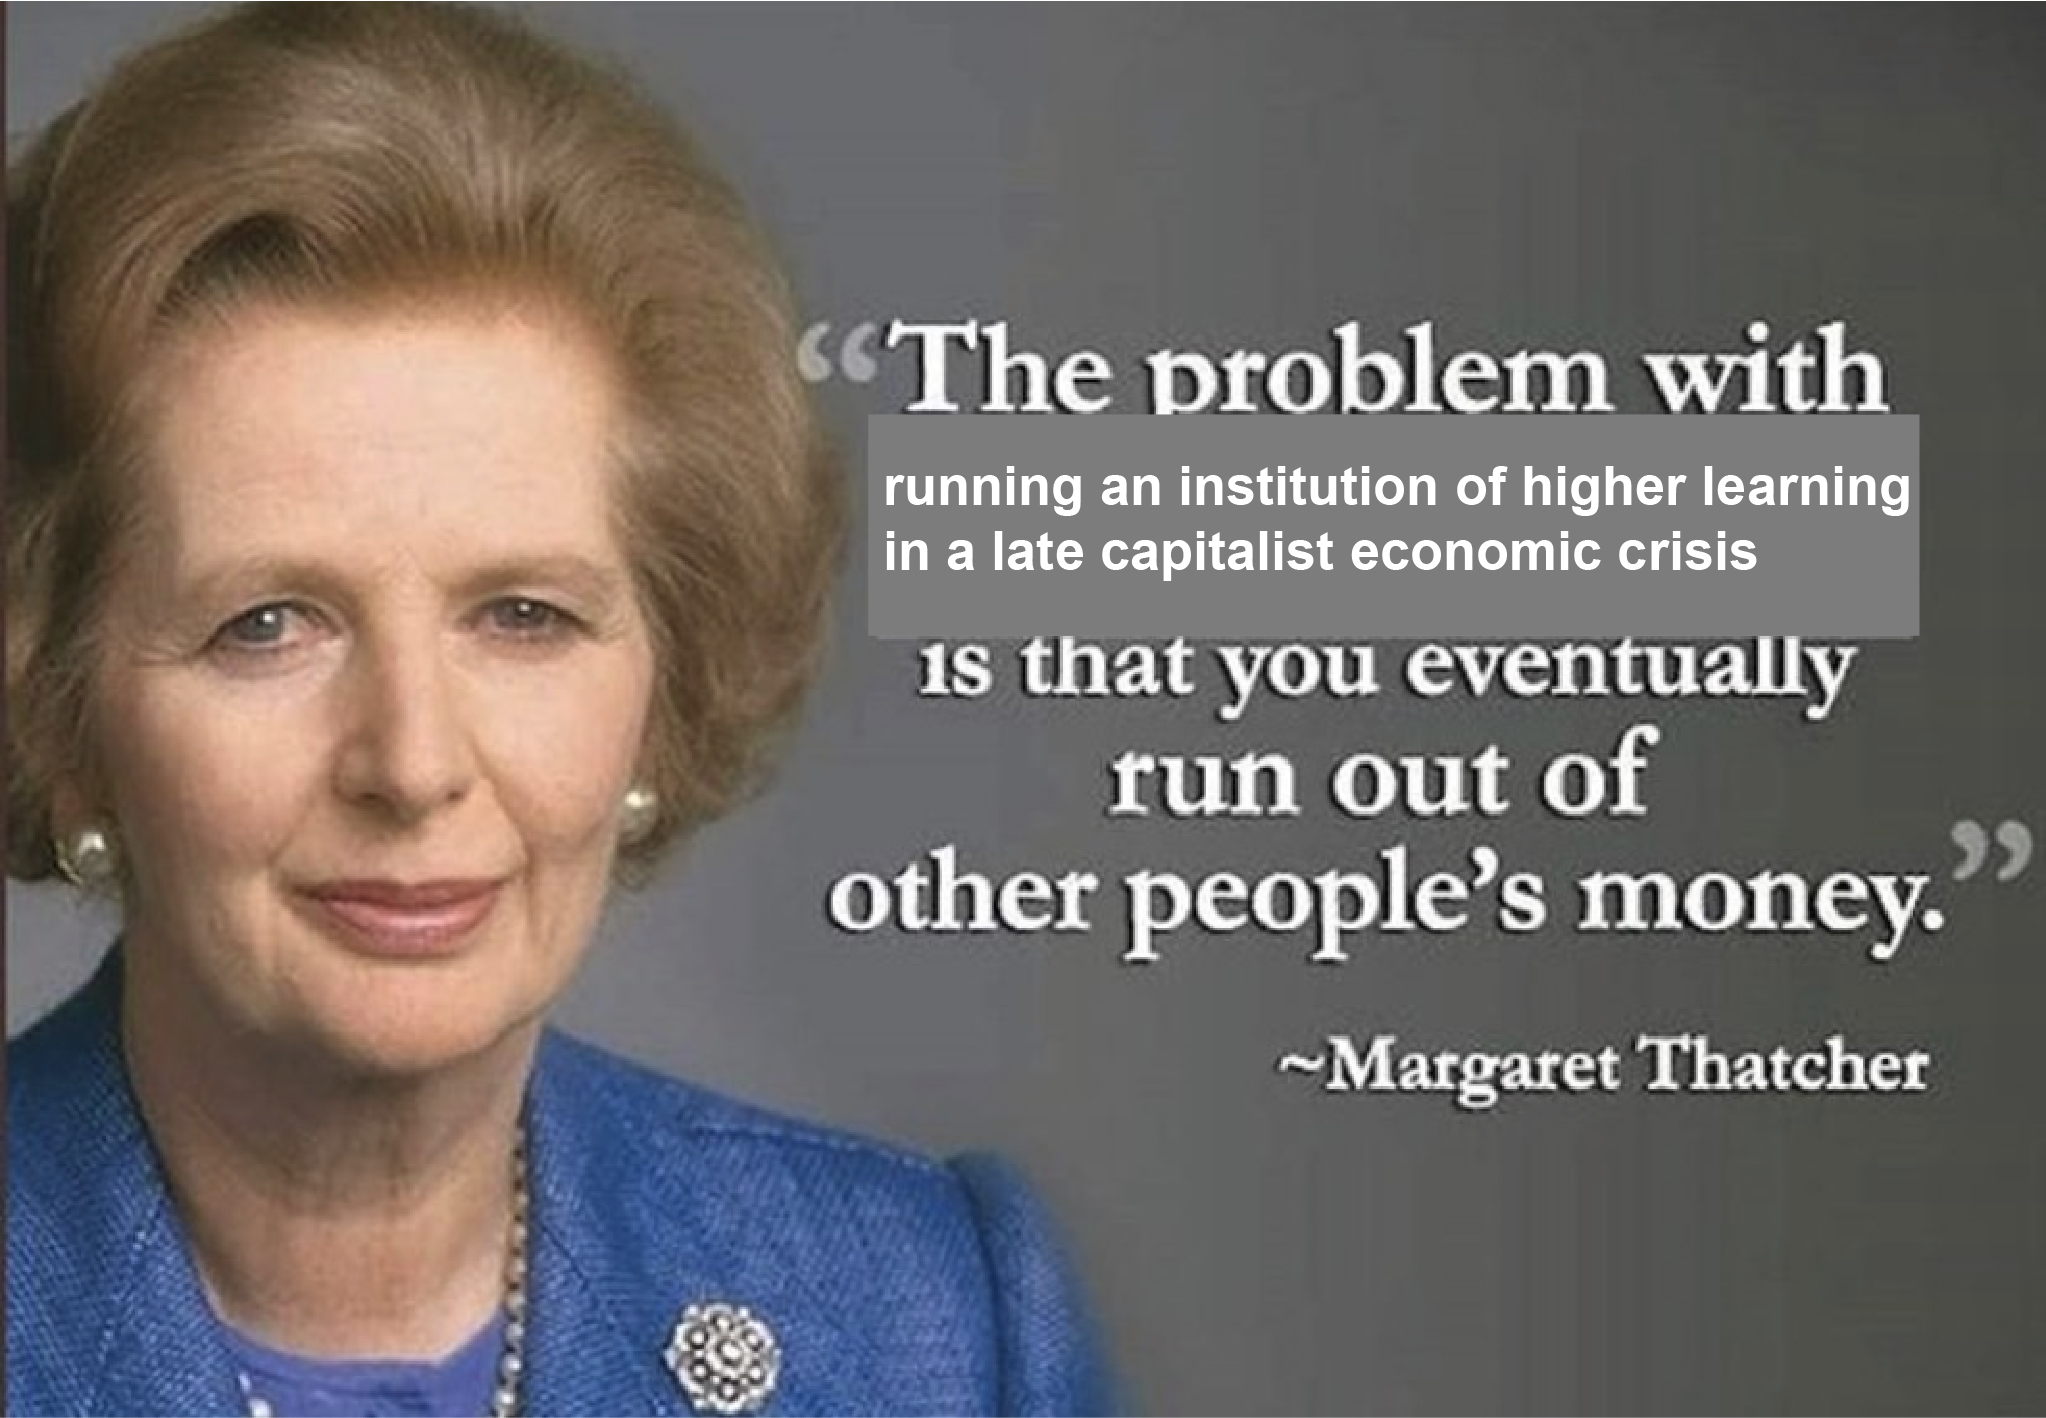 “The problem with
running an institution of higher learning
in a late capitalist economic crisis
is that you eventually
run out of
other people’s money.”
~Margaret Thatcher